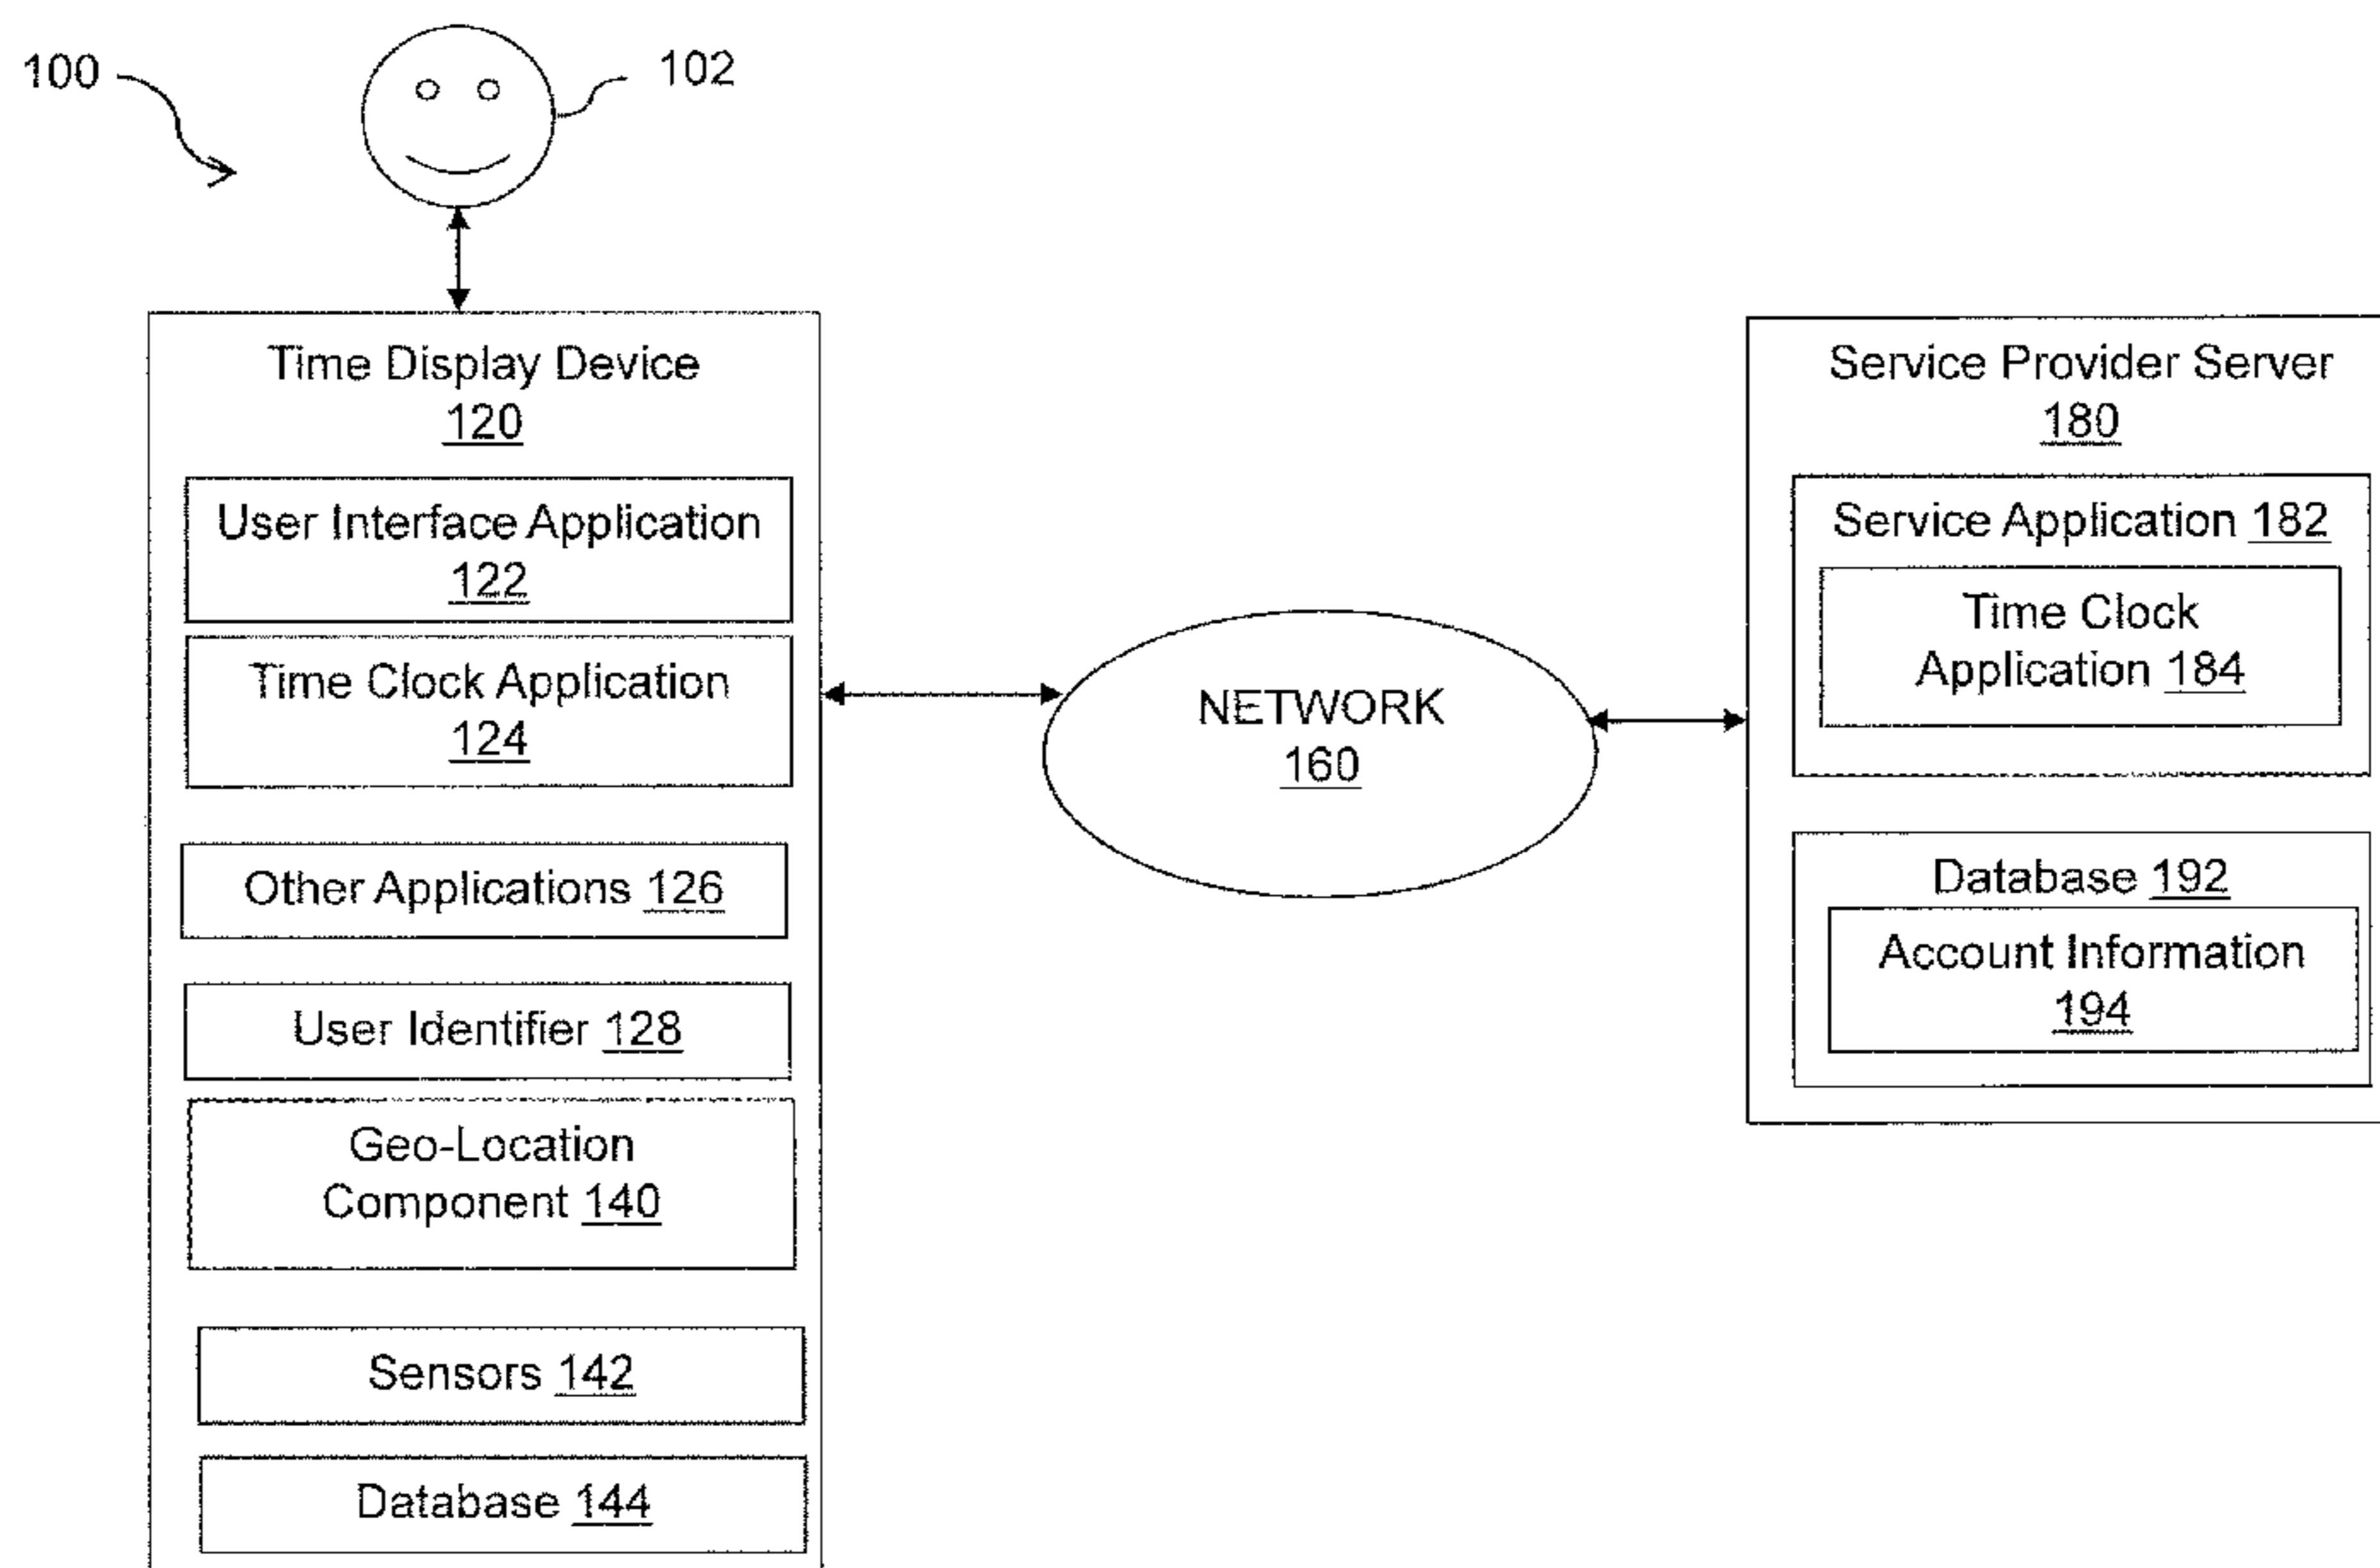 100
102
Time Display Device
120
User Interface Application
122
Time Clock Application
124
Other Applications 126
User Identifier 128
Geo-Location
Component 140
Sensors 142
Database 144
NETWORK
160
Service Provider Server
180
Service Application 182
Time Clock
Application 184
Database 192
Account Information
194